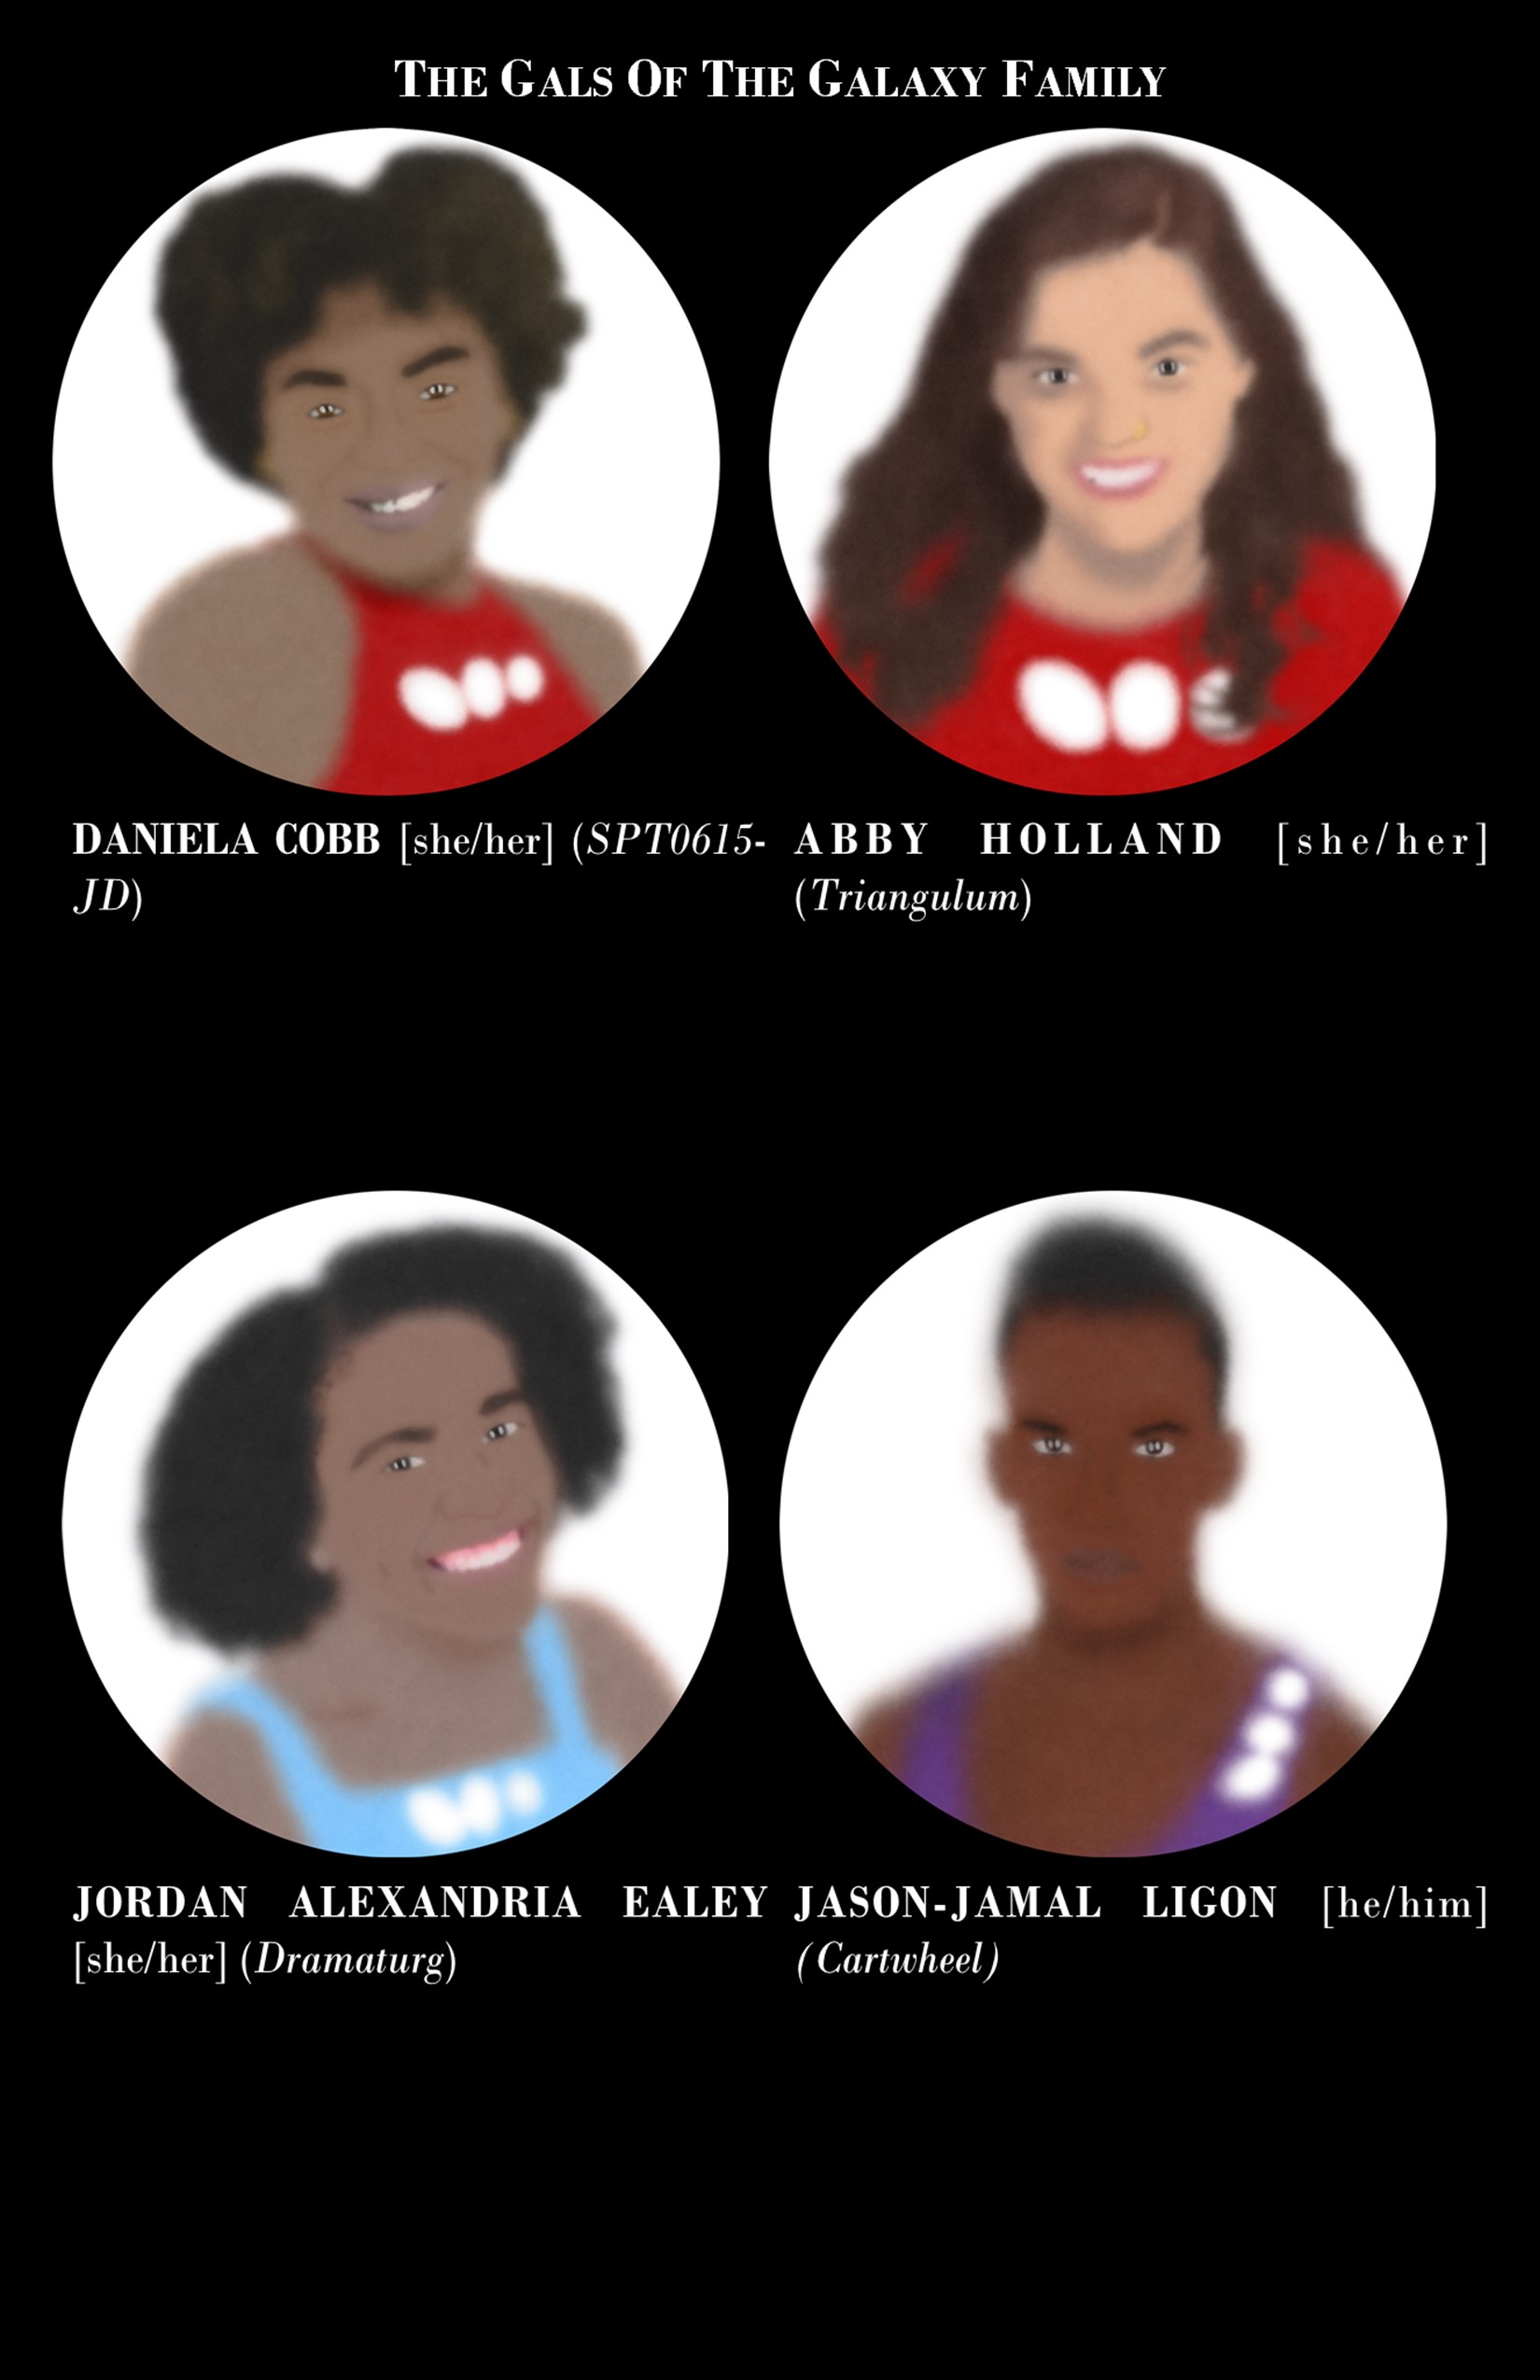 The Gals Of The Galaxy Family
DANIELA COBB [she/her] (SPT0615-
JD)
ABBY HOLLAND [she/her]
(Triangulum)
JORDAN ALEXANDRIA EALEY
[she/her] (Dramaturg)
JASON-JAMAL LIGON [he/him]
(Cartwheel)